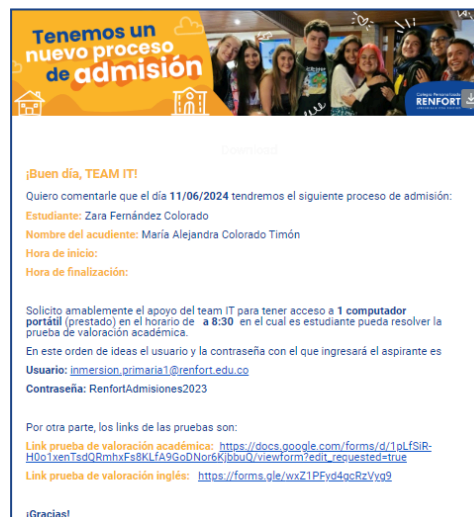 Tenemos un
nuevo proceso
de admisión
Colegio Personalizado
RENFORT
Download
¡Buen día, TEAM IT!
Quiero comentarle que el día 11/06/2024 tendremos el siguiente proceso de admisión:
Estudiante: Zara Fernández Colorado
Nombre del acudiente: María Alejandra Colorado Timón
Hora de inicio:
Hora de finalización:
Solicito amablemente el apoyo del team IT para tener acceso a 1 computador
portátil (prestado) en el horario de a 8:30 en el cual es estudiante pueda resolver la
prueba de valoración académica.
En este orden de ideas el usuario y la contraseña con el que ingresará el aspirante es
Usuario: inmersion.primaria1@renfort.edu.co
Contraseña: RenfortAdmisiones2023
Por otra parte, los links de las pruebas son:
Link prueba de valoración académica: https://docs.google.com/forms/d/1pLfSiR-
H0o1xenTsdQRmhxFs8KLfA9GoDNor6KjbbuQ/viewform?edit_requested=true
Link prueba de valoración inglés: https://forms.gle/wxZ1PFyd4gcRzVyg9
¡Gracias!